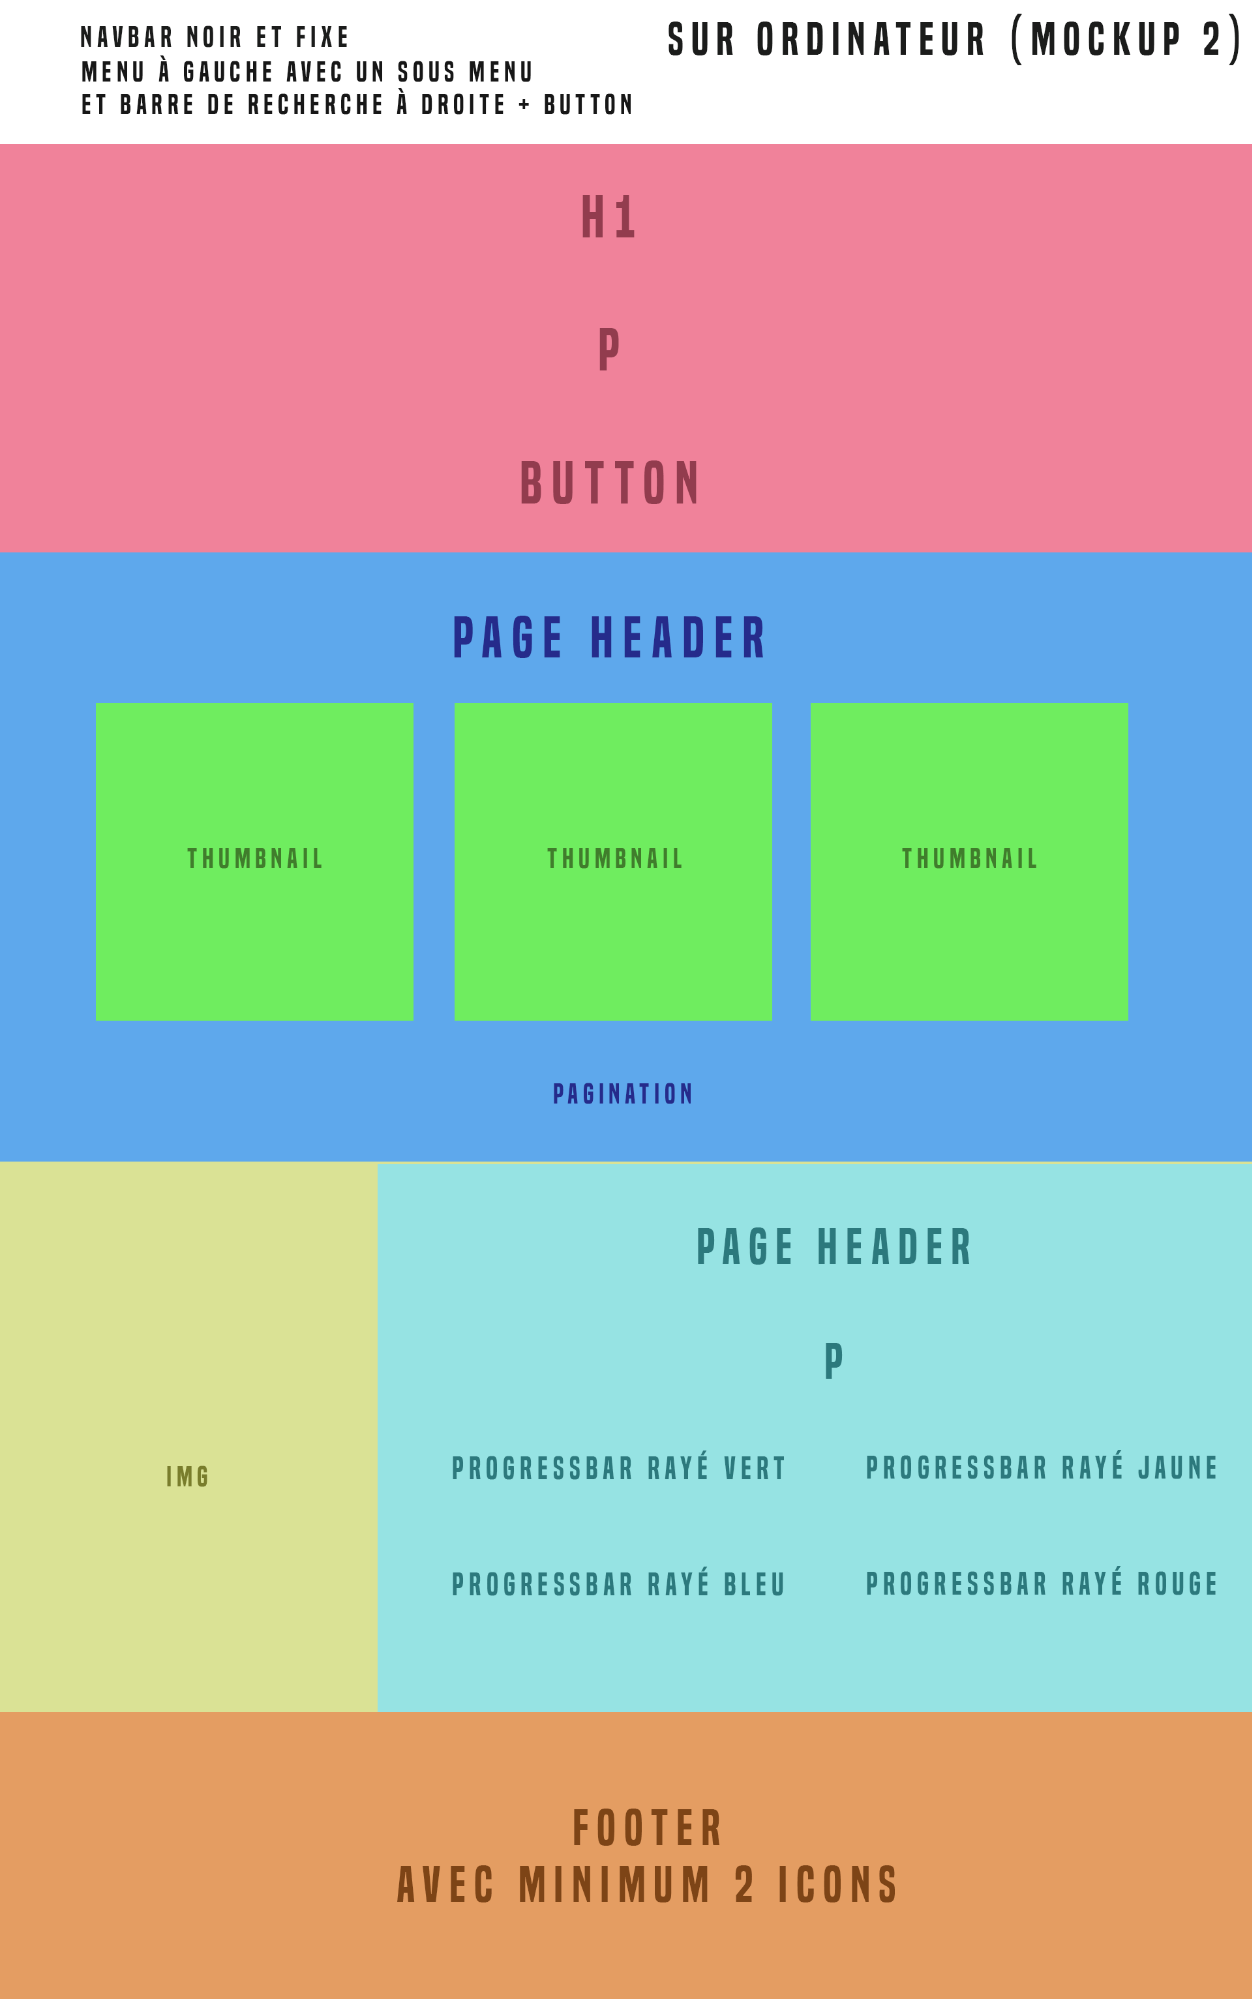 NAVBAR NOIR ET FIXE
MENU À GAUCHE AVEC UN SOUS MENU
ET BARRE DE RECHERCHE À DROITE + BUTTON
SUR ORDINATEUR (MOCKUP 2)
H1
P
BUTTON
PAGE HEADER
THUMBNAIL
THUMBNAIL
THUMBNAIL
PAGINATION
IMG
PAGE HEADER
P
PROGRESSBAR RAYÉ VERT
PROGRESSBAR RAYÉ JAUNE
PROGRESSBAR RAYÉ BLEU
PROGRESSBAR RAYÉ ROUGE
FOOTER
AVEC MINIMUM 2 ICONS